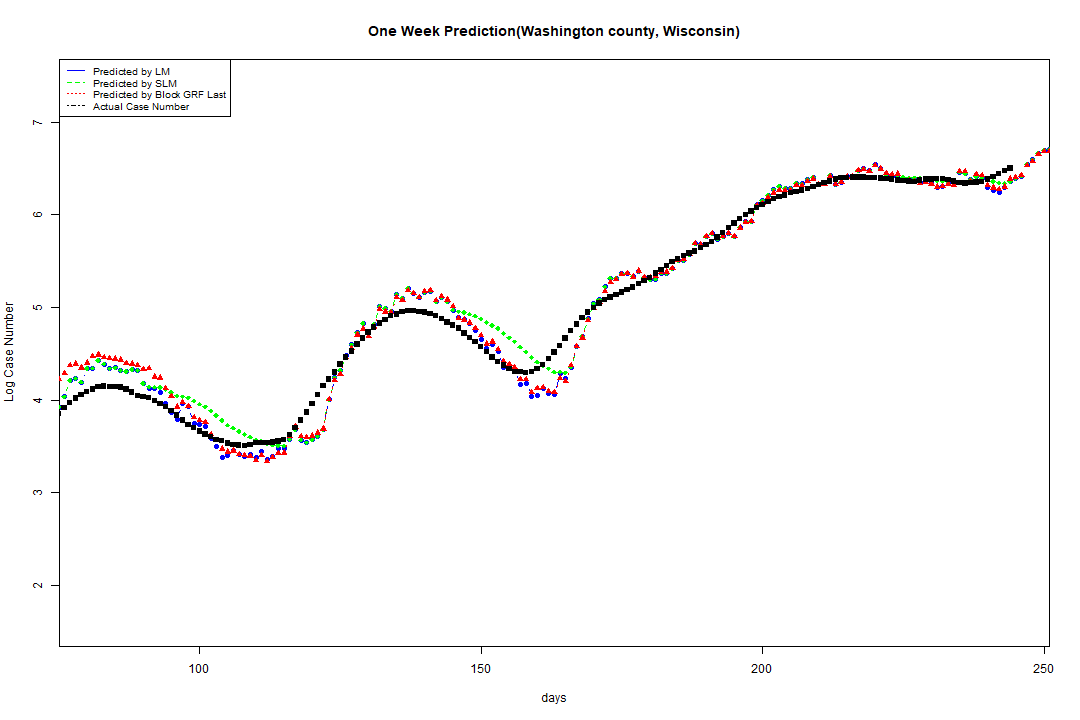 One Week Prediction(Washington county, Wisconsin)
Predicted by LM
Predicted by SLM
Predicted by Block GRF Last
Actual Case Number
7
6
5
4
3
2
Log Case Number
100 150 200 250
days